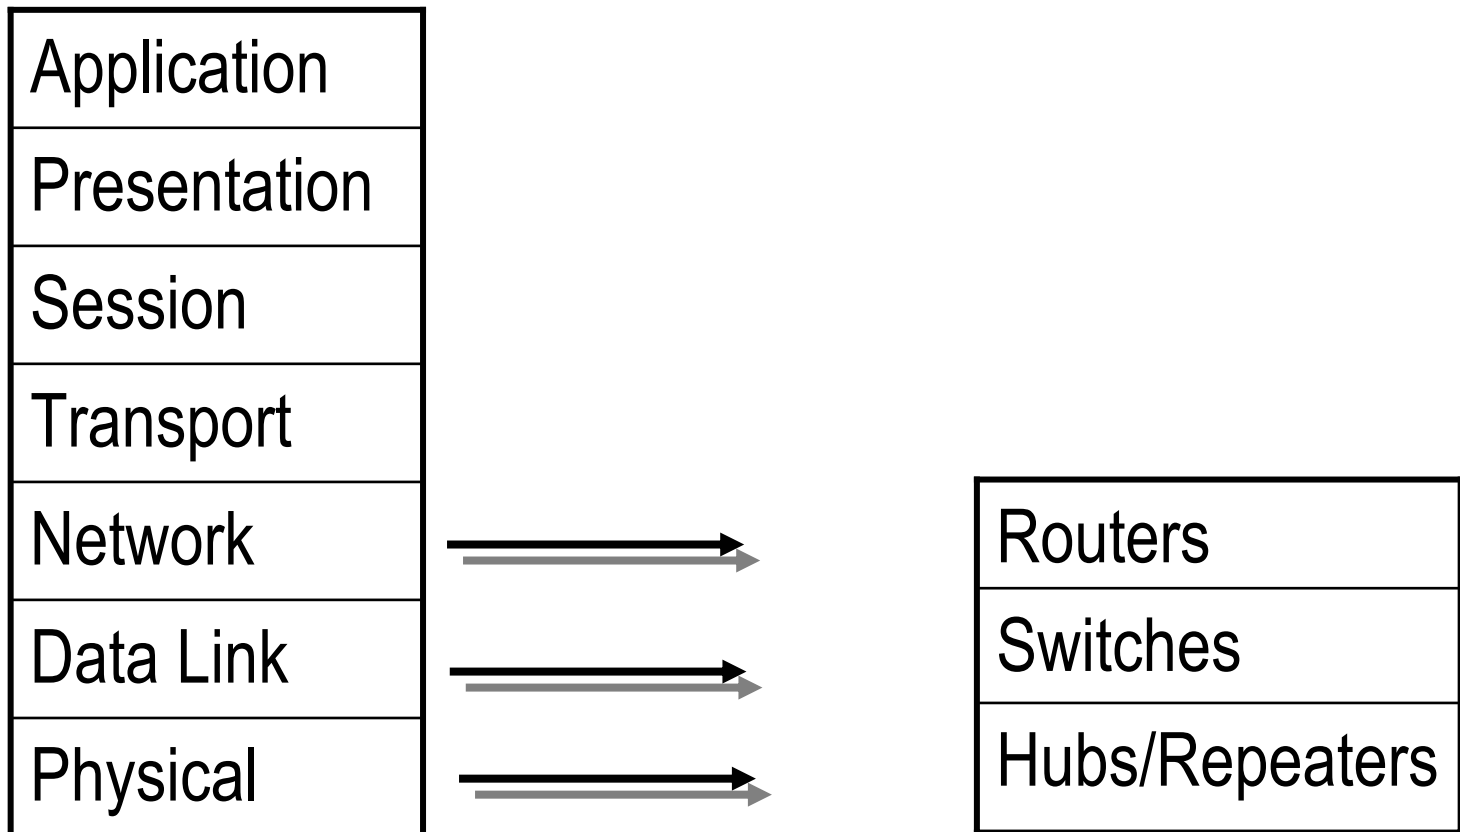 Application
Presentation
Session
Transport
Network
Data Link
Physical
Routers
Switches
Hubs/Repeaters